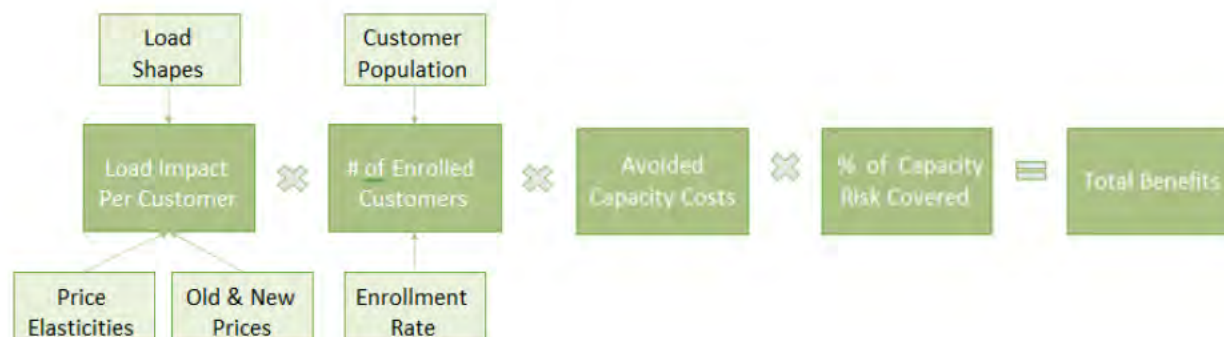 Load
Shapes
Customer
Population
Load Impact
Per Customer
# of Enrolled
Customers
Avoided
Capacity Costs
% of Capacity
Risk Covered
Total Benefits
Price
Elasticities
Old & New
Prices
Enrollment
Rate